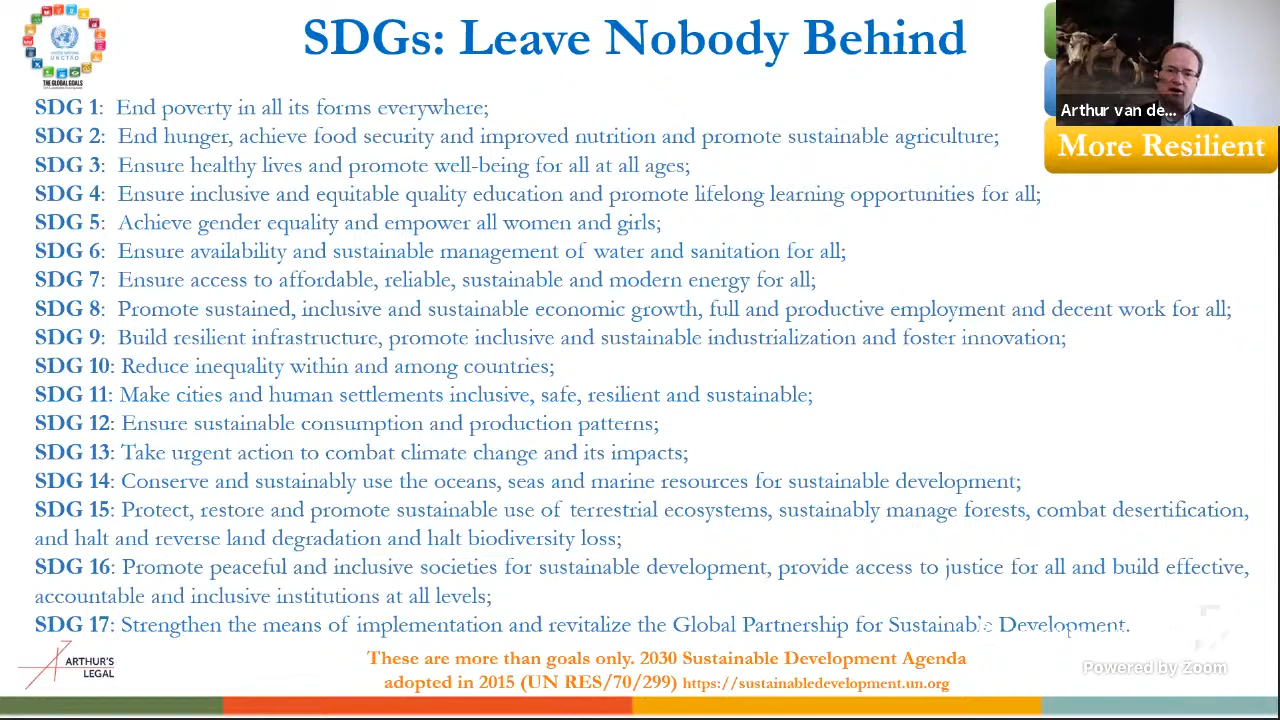 SDGs: Leave Nobody Behind
UNITED NATIONS
UNCTAD
THE GLOBAL GOALS
Arthur van de...
More Resilient
SDG 1: End poverty in all its forms everywhere;
SDG 2: End hunger, achieve food security and improved nutrition and promote sustainable agriculture;
SDG 3: Ensure healthy lives and promote well-being for all at all ages;
SDG 4: Ensure inclusive and equitable quality education and promote lifelong learning opportunities for all;
SDG 5: Achieve gender equality and empower all women and girls;
SDG 6: Ensure availability and sustainable management of water and sanitation for all;
SDG 7: Ensure access to affordable, reliable, sustainable and modern energy for all;
SDG 8: Promote sustained, inclusive and sustainable economic growth, full and productive employment and decent work for all;
SDG 9: Build resilient infrastructure, promote inclusive and sustainable industrialization and foster innovation;
SDG 10: Reduce inequality within and among countries;
SDG 11: Make cities and human settlements inclusive, safe, resilient and sustainable;
SDG 12: Ensure sustainable consumption and production patterns;
SDG 13: Take urgent action to combat climate change and its impacts;
SDG 14: Conserve and sustainably use the oceans, seas and marine resources for sustainable development;
SDG 15: Protect, restore and promote sustainable use of terrestrial ecosystems, sustainably manage forests, combat desertification,
and halt and reverse land degradation and halt biodiversity loss;
SDG 16: Promote peaceful and inclusive societies for sustainable development, provide access to justice for all and build effective,
accountable and inclusive institutions at all levels;
SDG 17: Strengthen the means of implementation and revitalize the Global Partnership for Sustainable Development.
ARTHUR'S
LEGAL
These are more than goals only. 2030 Sustainable Development Agenda
adopted in 2015 (UN RES/70/299) https://sustainabledevelopment.un.org
Powered by Zoom